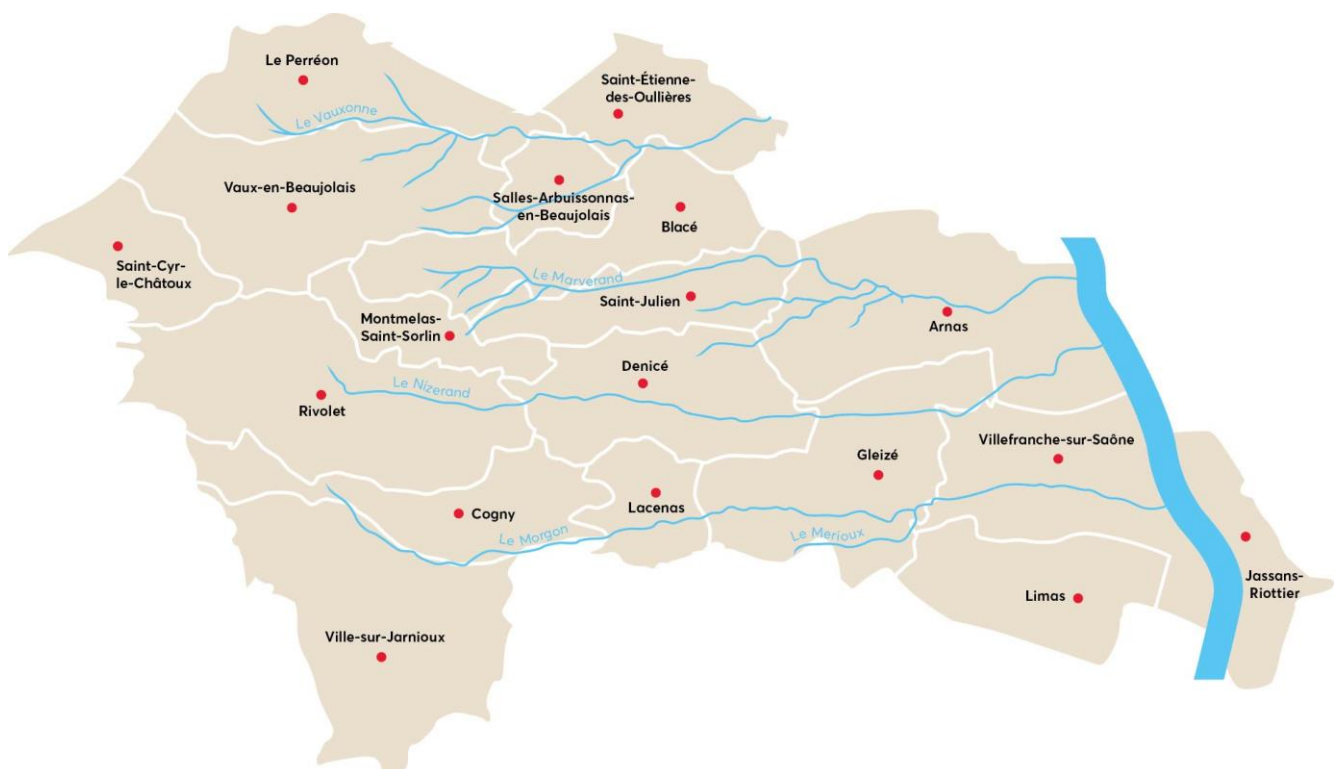 Le Perréon
Saint-Étienne-
des-Oullières
Le Vauxonne
Vaux-en-Beaujolais
Salles-Arbuissonnas-
en-Beaujolais
Blacé
Saint-Cyr-
le-Châtoux
Le Marverand
Saint-Julien
Montmelas-
Saint-Sorlin
Arnas
Denicé
Le Nizerand
Rivolet
Villefranche-sur-Saône
Gleizé
Lacenas
Cogny
Le Morgon
Le Merioux
Jassans-
Riottier
Limas
Ville-sur-Jarnioux